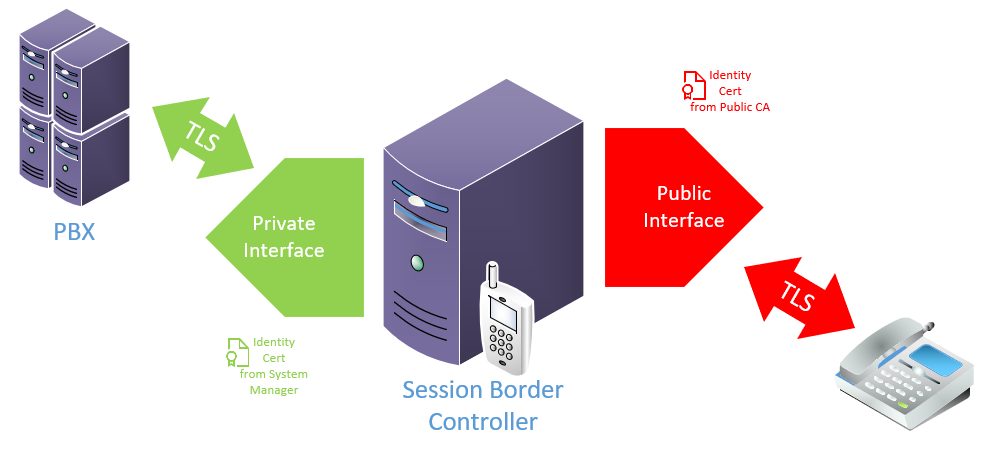 PBX
TLS
Private
Interface
Identity
Cert
from System
Manager
Session Border
Controller
Identity
Cert
from Public CA
Public
Interface
TLS